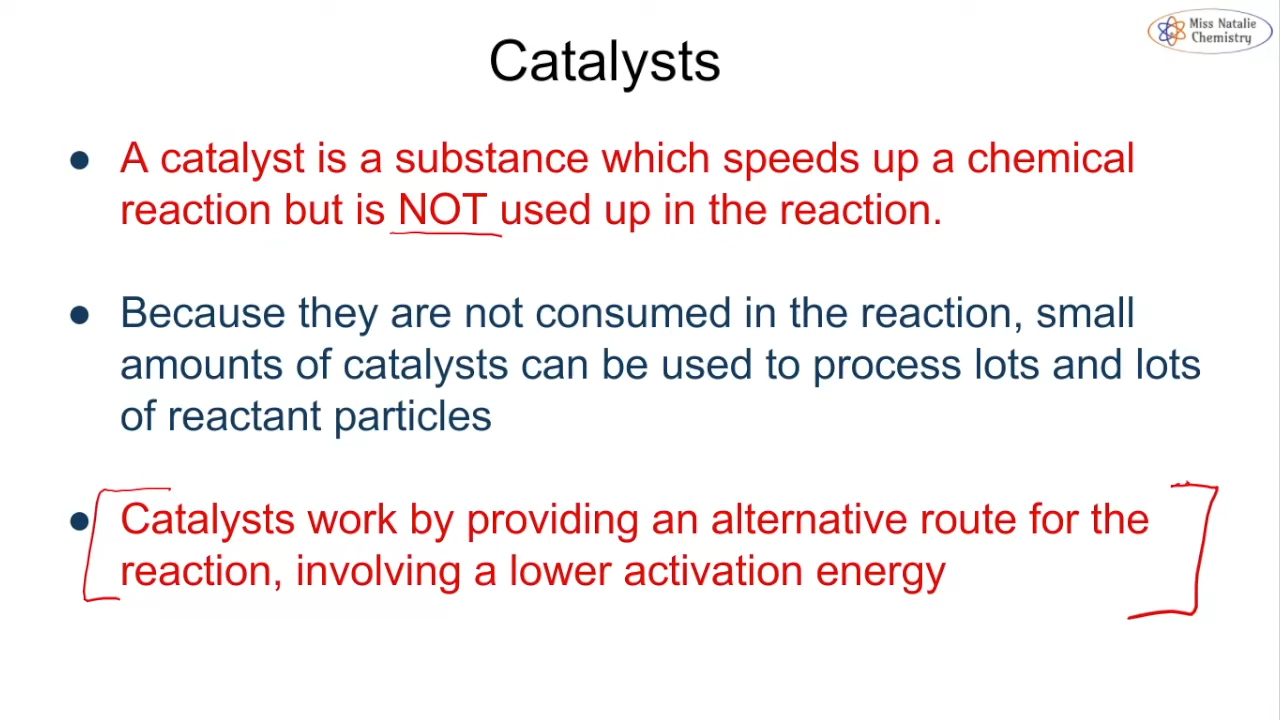 Miss Natalie
Chemistry
Catalysts
● A catalyst is a substance which speeds up a chemical
reaction but is NOT used up in the reaction.
● Because they are not consumed in the reaction, small
amounts of catalysts can be used to process lots and lots
of reactant particles
● Catalysts work by providing an alternative route for the
reaction, involving a lower activation energy